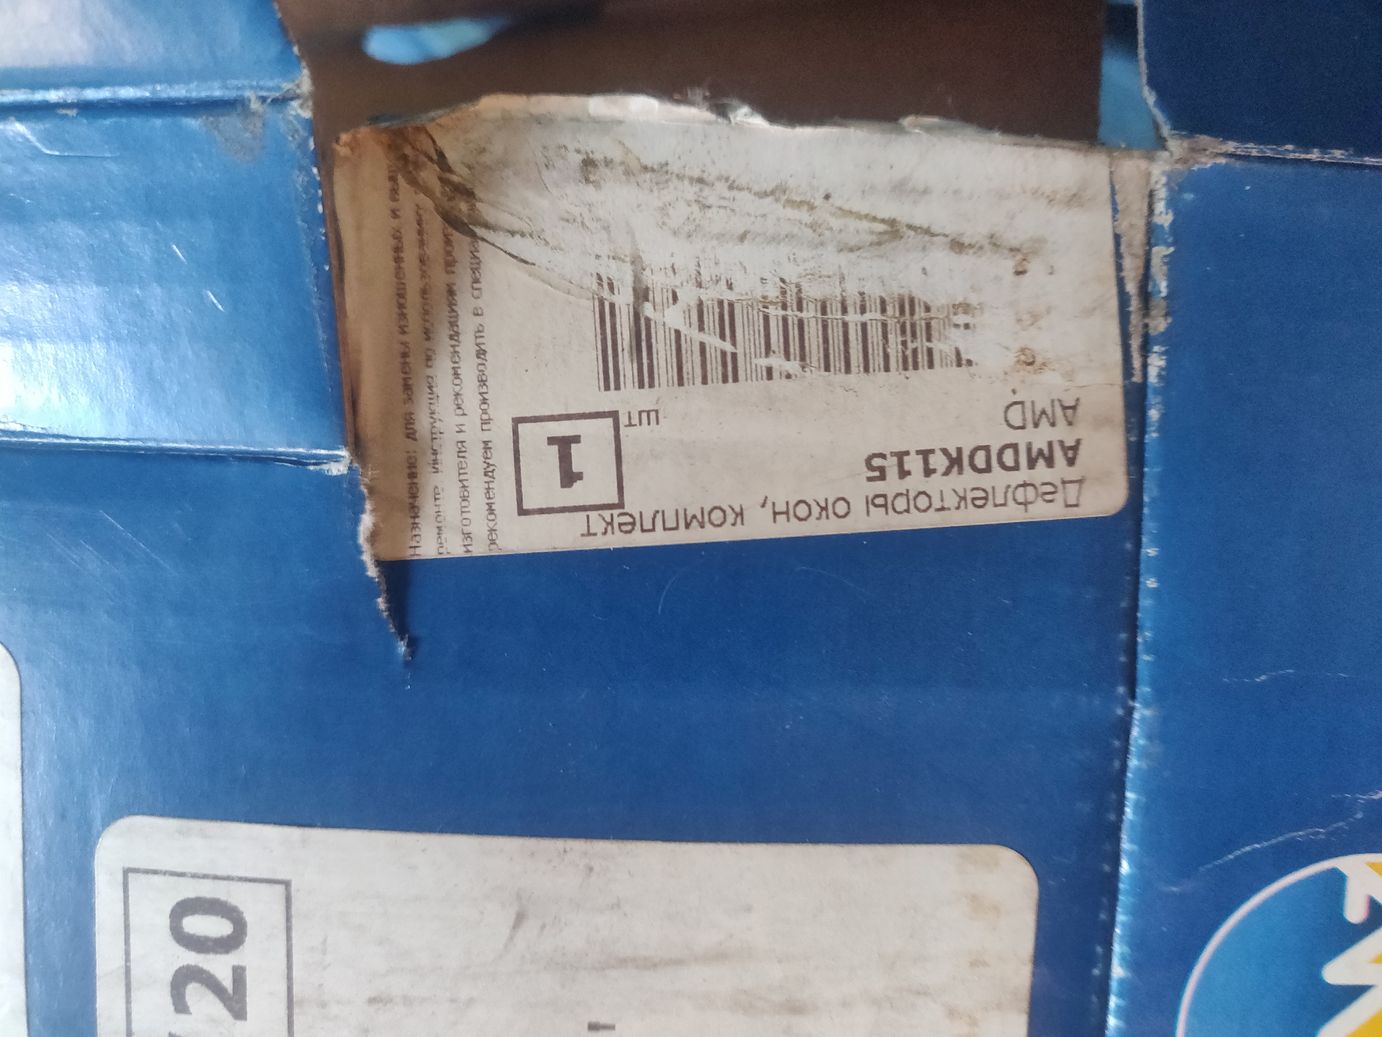 Дефлекторы окон, комплект
AMDDK115
AMD
1
шт
Назначение: для замены изношенных и
ремонте инструкцию по использованию
изготовителя и рекомендациям
рекомендуем производить в
20